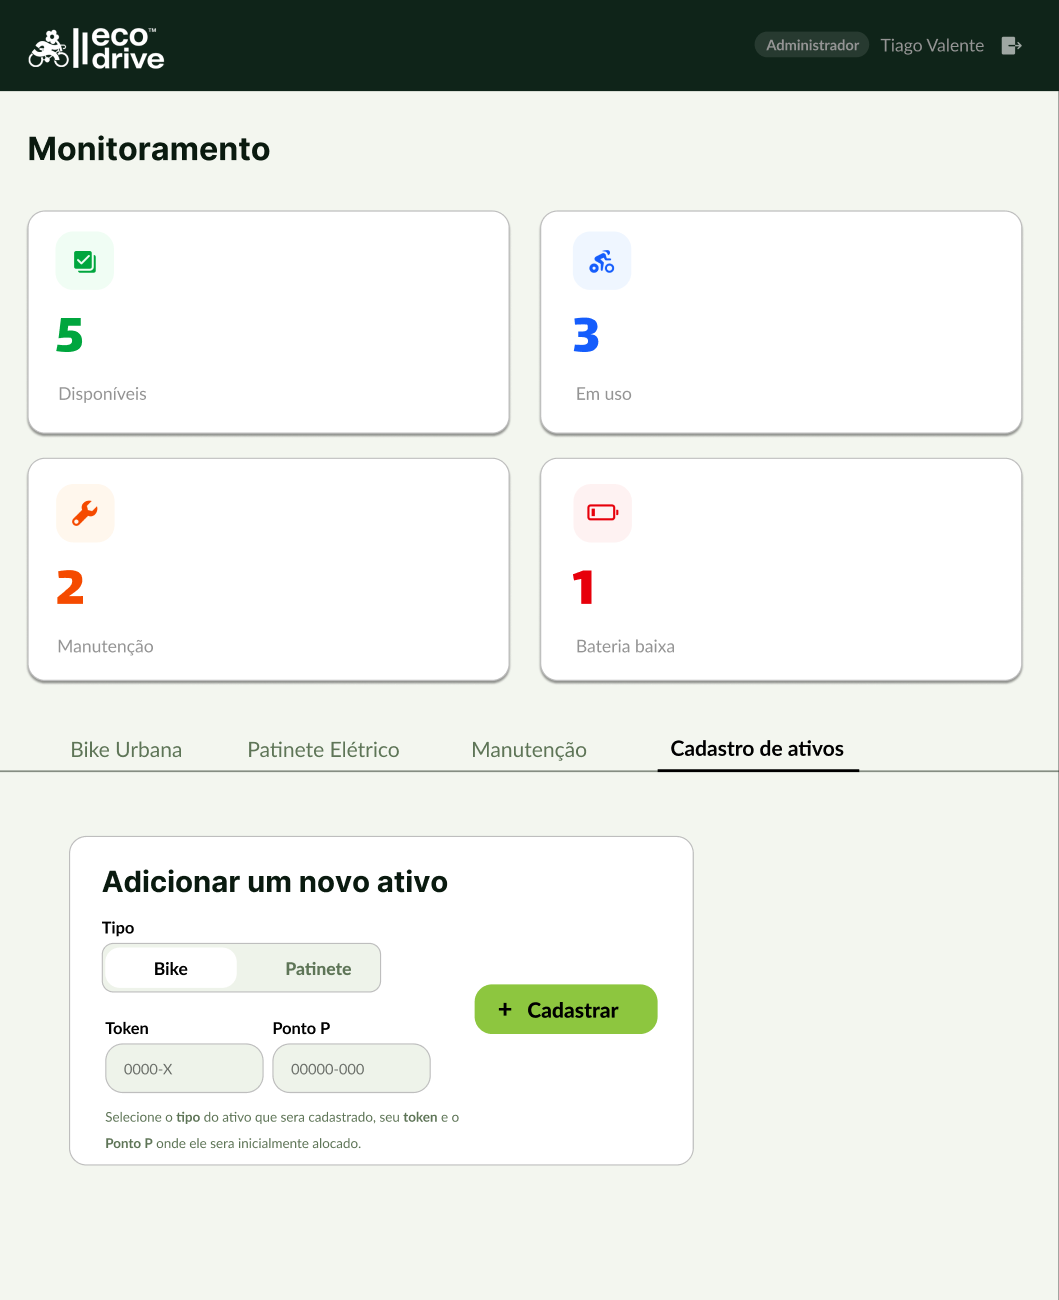 eco™
drive
Administrador Tiago Valente
Monitoramento
5
Disponíveis
3
Em uso
2
Manutenção
1
Bateria baixa
Bike Urbana Patinete Elétrico Manutenção Cadastro de ativos
Adicionar um novo ativo
Tipo
Bike Patinete
+ Cadastrar
Token Ponto P
0000-X 00000-000
Selecione o tipo do ativo que sera cadastrado, seu token e o
Ponto P onde ele sera inicialmente alocado.